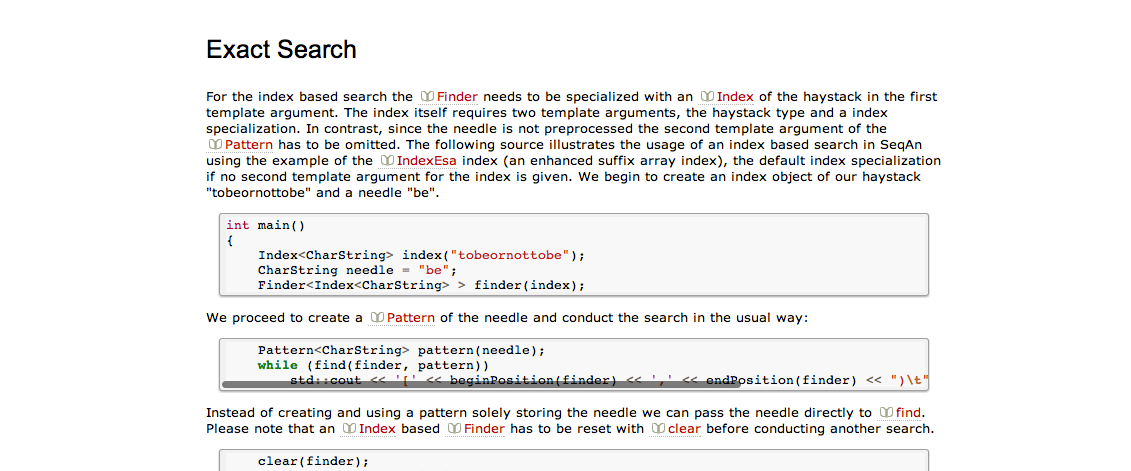 Exact Search
For the index based search the Finder needs to be specialized with an Index of the haystack in the first
template argument. The index itself requires two template arguments, the haystack type and a index
specialization. In contrast, since the needle is not preprocessed the second template argument of the
Pattern has to be omitted. The following source illustrates the usage of an index based search in SeqAn
using the example of the IndexEsa index (an enhanced suffix array index), the default index specialization
if no second template argument for the index is given. We begin to create an index object of our haystack
"tobeornottobe" and a needle "be".
int main()
{
    Index<CharString> index("tobeornottobe");
    CharString needle = "be";
    Finder<Index<CharString> > finder(index);
We proceed to create a Pattern of the needle and conduct the search in the usual way:
    Pattern<CharString> pattern(needle);
    while (find(finder, pattern))
        std::cout << '[' << beginPosition(finder) << ',' << endPosition(finder) << ")\t"
Instead of creating and using a pattern solely storing the needle we can pass the needle directly to find.
Please note that an Index based Finder has to be reset with clear before conducting another search.
    clear(finder);